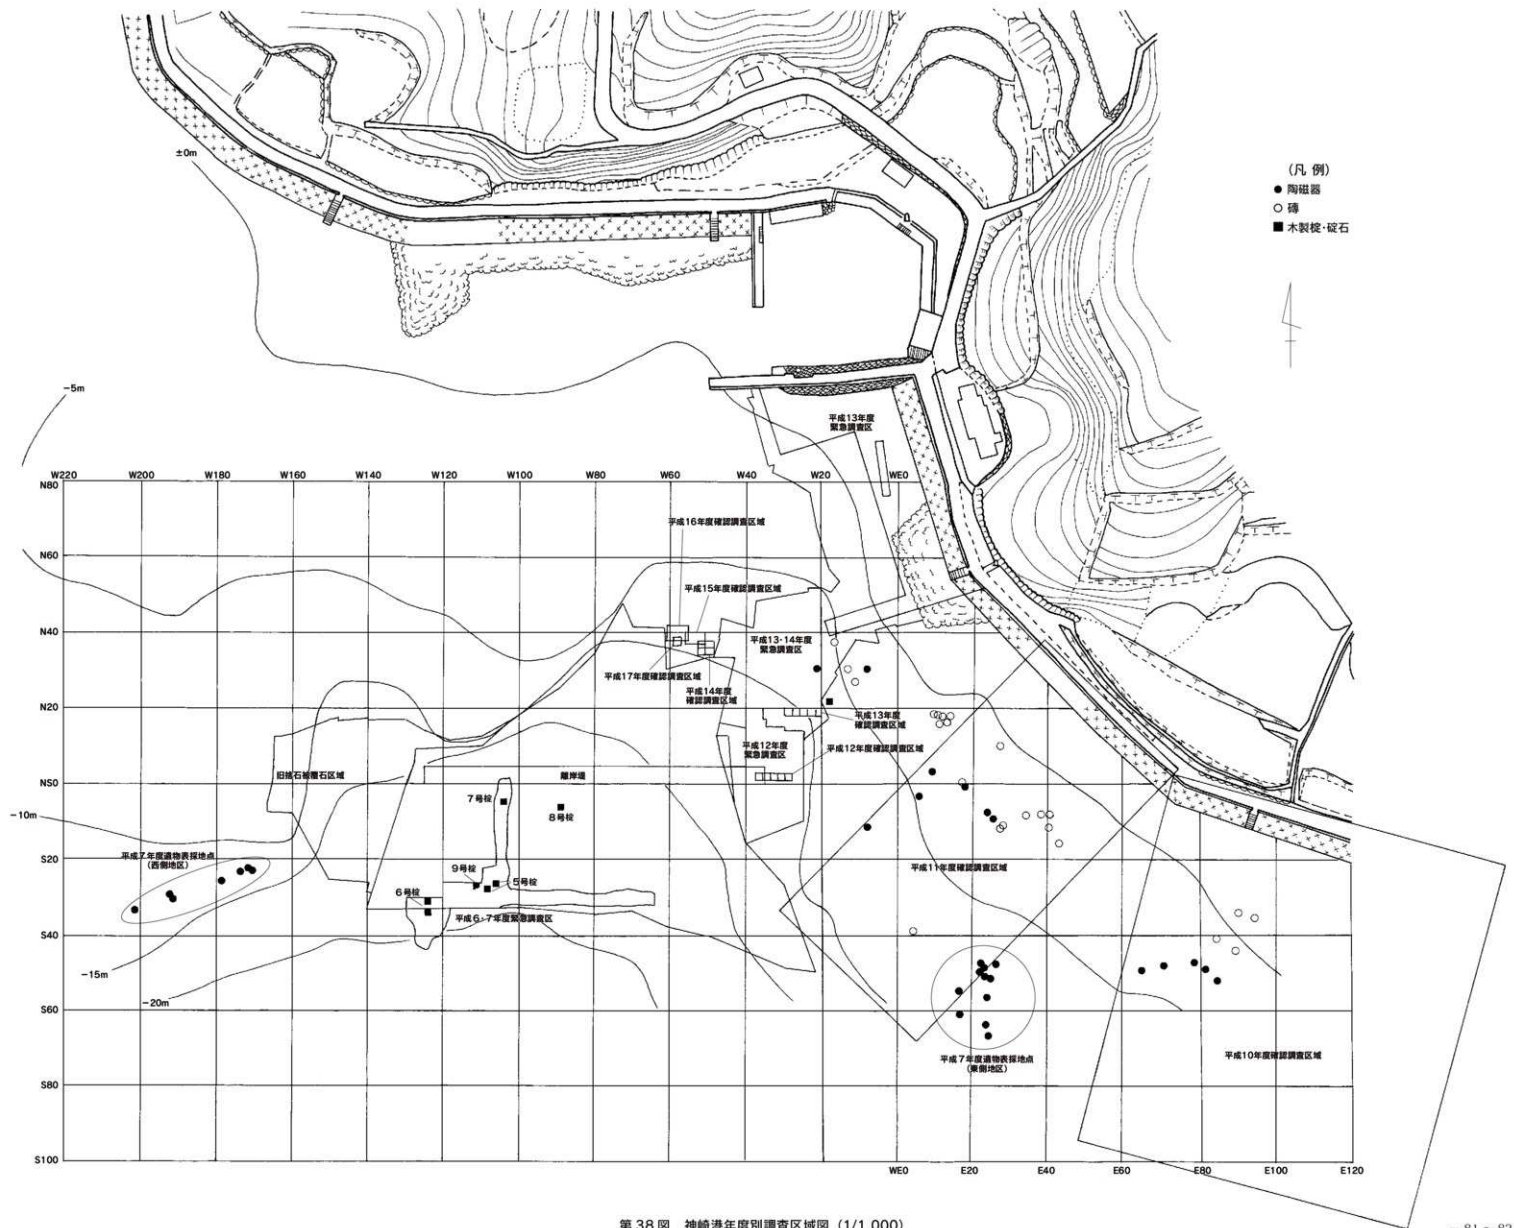 ±0m
(凡 例)
● 陶磁器
○ 磚
■ 木製椗・碇石
-5m
平成13年度
緊急調査区
W220 W200 W180 W160 W140 W120 W100 W80 W60 W40 W20 WE0
N80
平成16年度確認調査区域
N60
平成15年度確認調査区域
N40
平成13・14年度
緊急調査区
平成17年度確認調査区域
平成14年度
確認調査区域
N20
平成13年度
確認調査区域
平成12年度
緊急調査区
平成12年度確認調査区域
旧捨石被覆石区域
離岸堤
NS0
7号椗
8号椗
-10m
平成7年度遺物表採地点
(西側地区)
S20
9号椗
5号椗
6号椗
平成11年度確認調査区域
平成6・7年度緊急調査区
S40
-15m
-20m
S60
平成7年度遺物表採地点
(東側地区)
平成10年度確認調査区域
S80
S100
WE0 E20 E40 E60 E80 E100 E120
第38図 神崎港年度別調査区域図 (1/1,000)